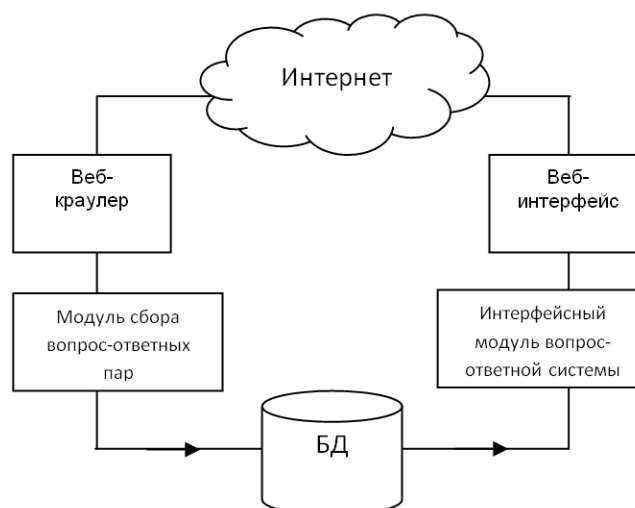 Интернет
Веб-
краулер
Веб-
интерфейс
Модуль сбора
вопрос-ответных
пар
Интерфейсный
модуль вопрос-
ответной системы
БД